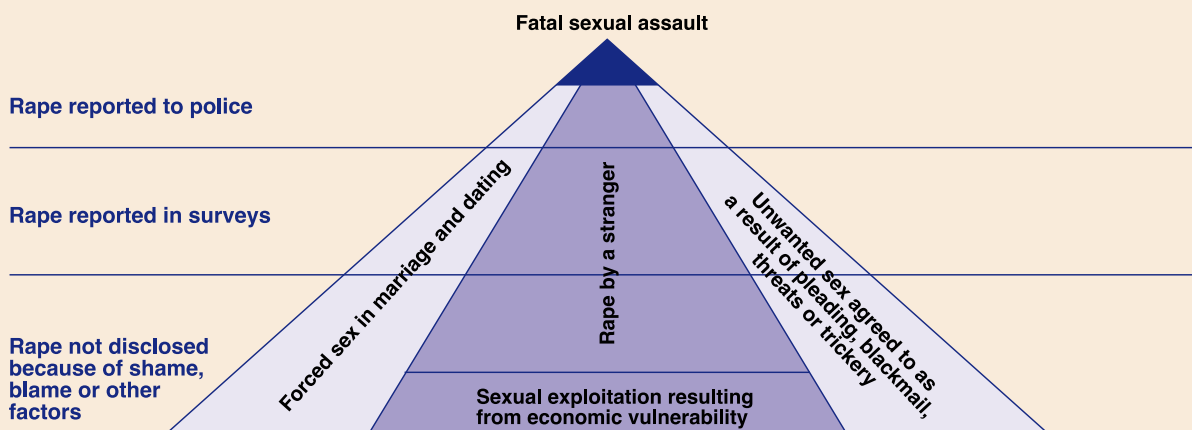 Fatal sexual assault
Rape reported to police
Rape reported in surveys
Rape not disclosed
because of shame,
blame or other
factors
Forced sex in marriage and dating
Rape by a stranger
Unwanted sex agreed to as
a result of pleading, blackmail,
threats or trickery
Sexual exploitation resulting
from economic vulnerability